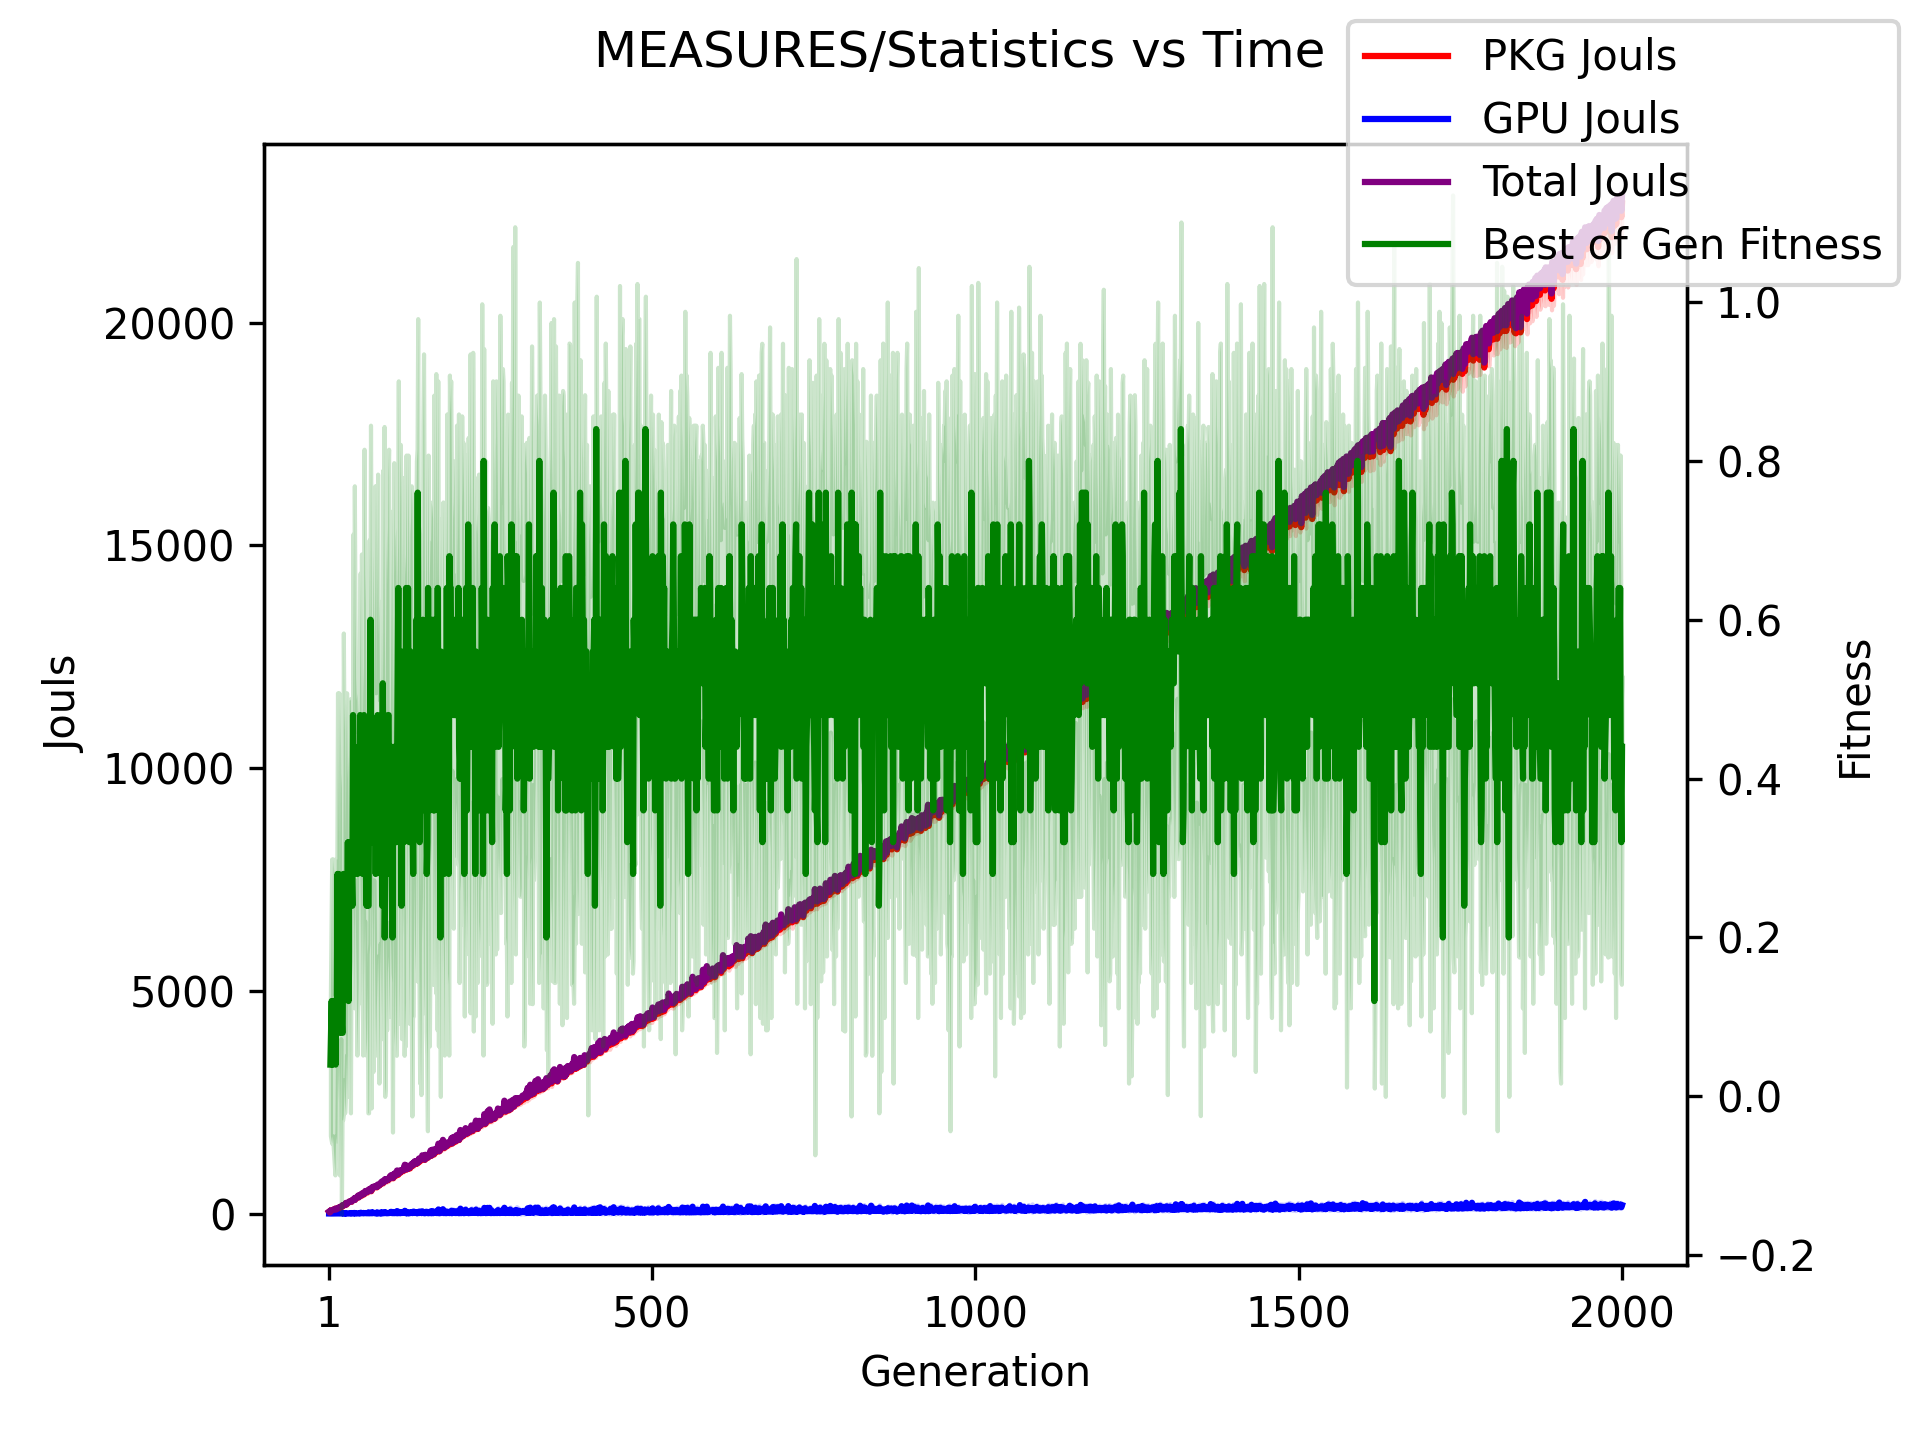 MEASURES/Statistics vs Time
PKG Jouls
GPU Jouls
Total Jouls
Best of Gen Fitness
Jouls
20000
15000
10000
5000
0
1.0
0.8
0.6
0.4
0.2
0.0
−0.2
Fitness
1 500 1000 1500 2000
Generation